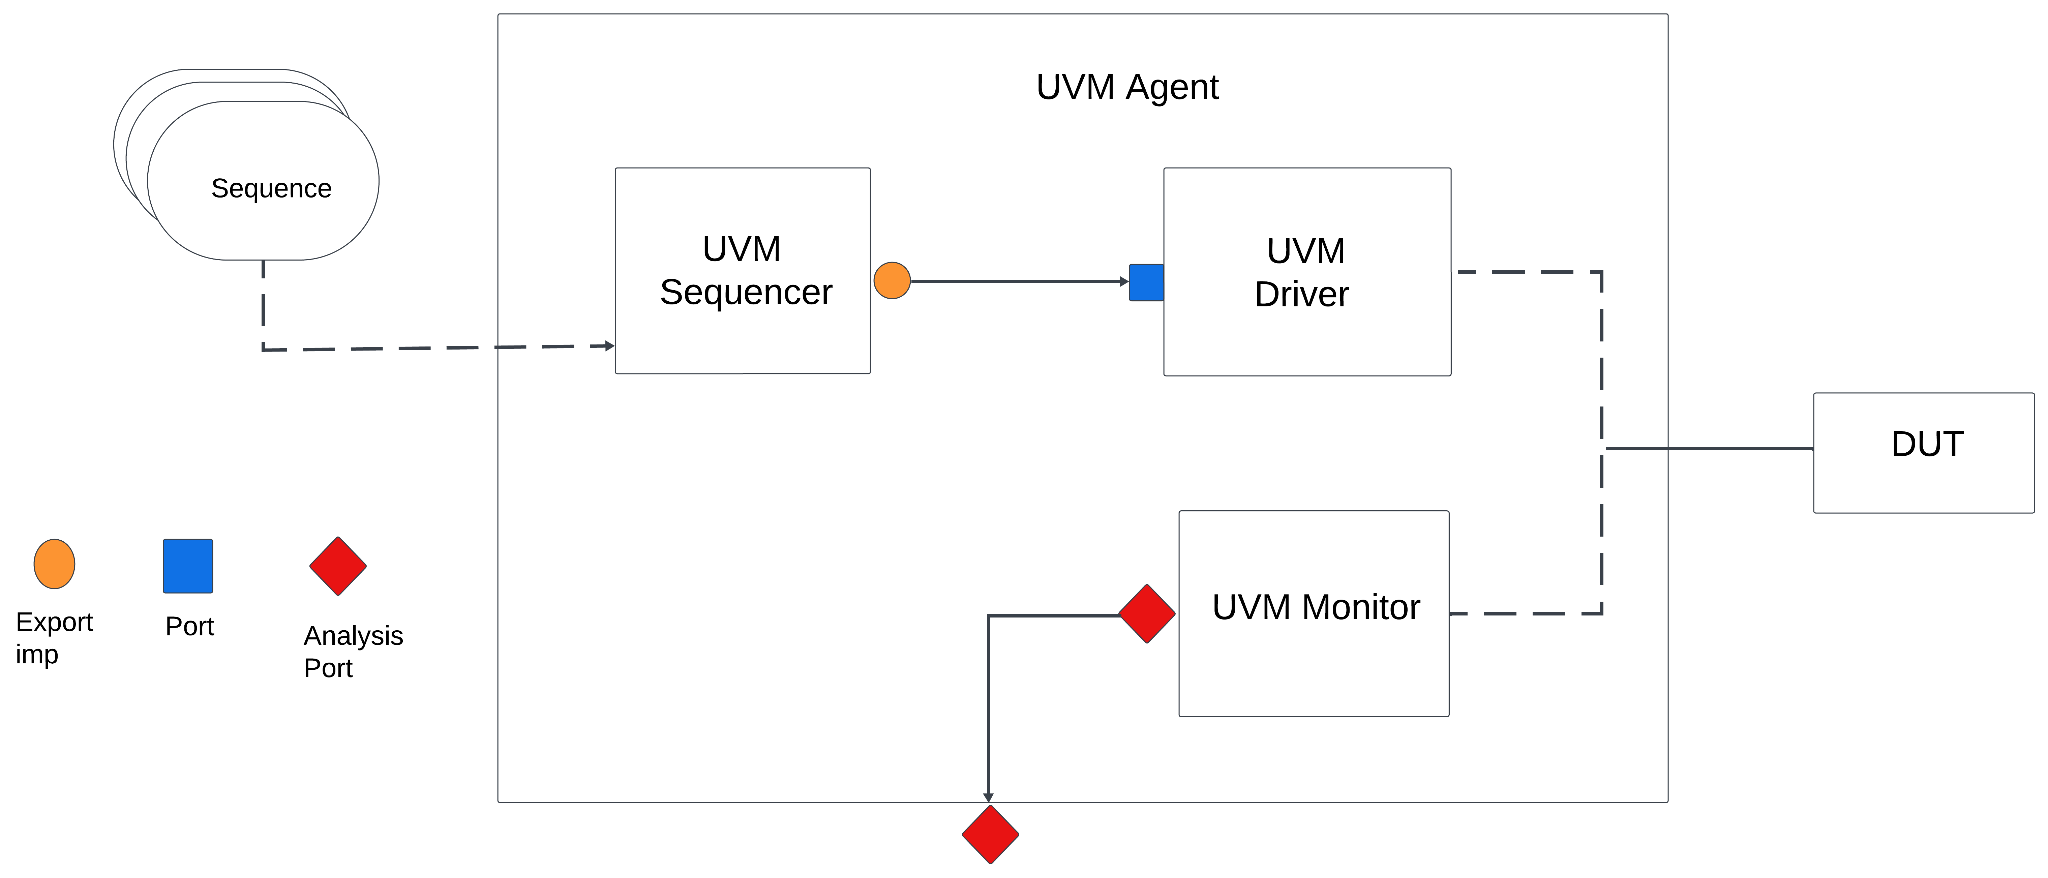 UVM Agent
Sequence
UVM
Sequencer
UVM
Driver
DUT
UVM Monitor
Export
imp
Port
Analysis
Port